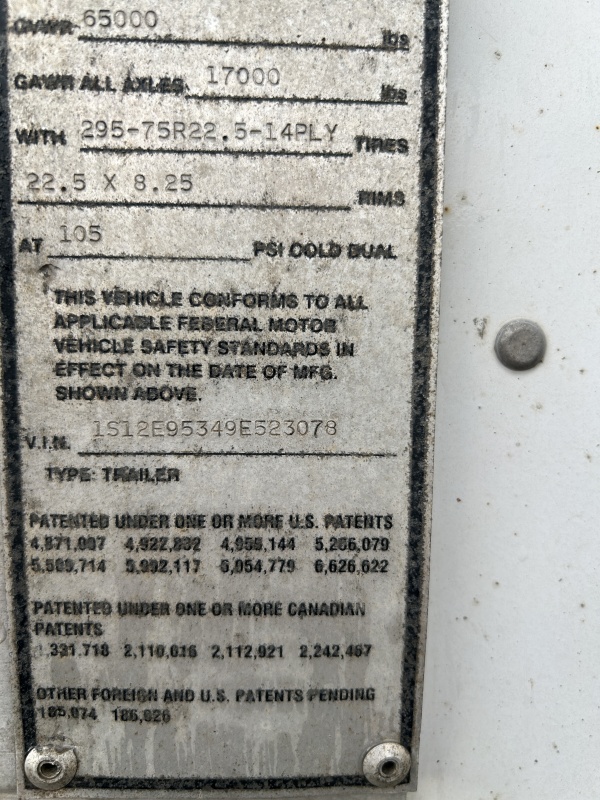 GVWR 65000 lbs
GAWR ALL AXLES 17000 lbs
WITH 295-75R22.5-14PLY TIRES
22.5 X 8.25 RIMS
AT 105 PSI COLD DUAL
THIS VEHICLE CONFORMS TO ALL
APPLICABLE FEDERAL MOTOR
VEHICLE SAFETY STANDARDS IN
EFFECT ON THE DATE OF MFG.
SHOWN ABOVE.
V.I.N. 1S12E95349E523078
TYPE: TRAILER
PATENTED UNDER ONE OR MORE U.S. PATENTS
4,922,832 4,958,144 5,266,079
5,992,117 6,054,779 6,626,622
PATENTED UNDER ONE OR MORE CANADIAN
PATENTS
2,112,921 2,242,467
OTHER FOREIGN AND U.S. PATENTS PENDING